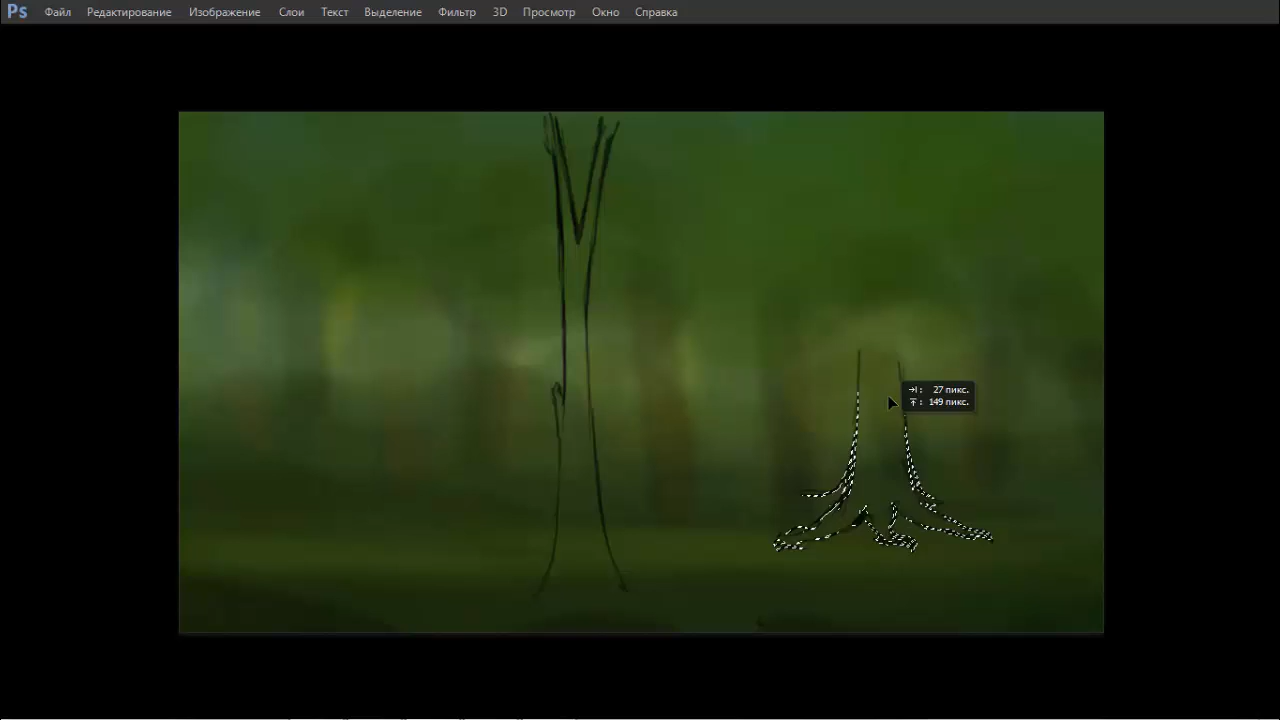 Ps Файл Редактирование Изображение Слои Текст Выделение Фильтр 3D Просмотр Окно Справка
: 27 пикс.
: 149 пикс.